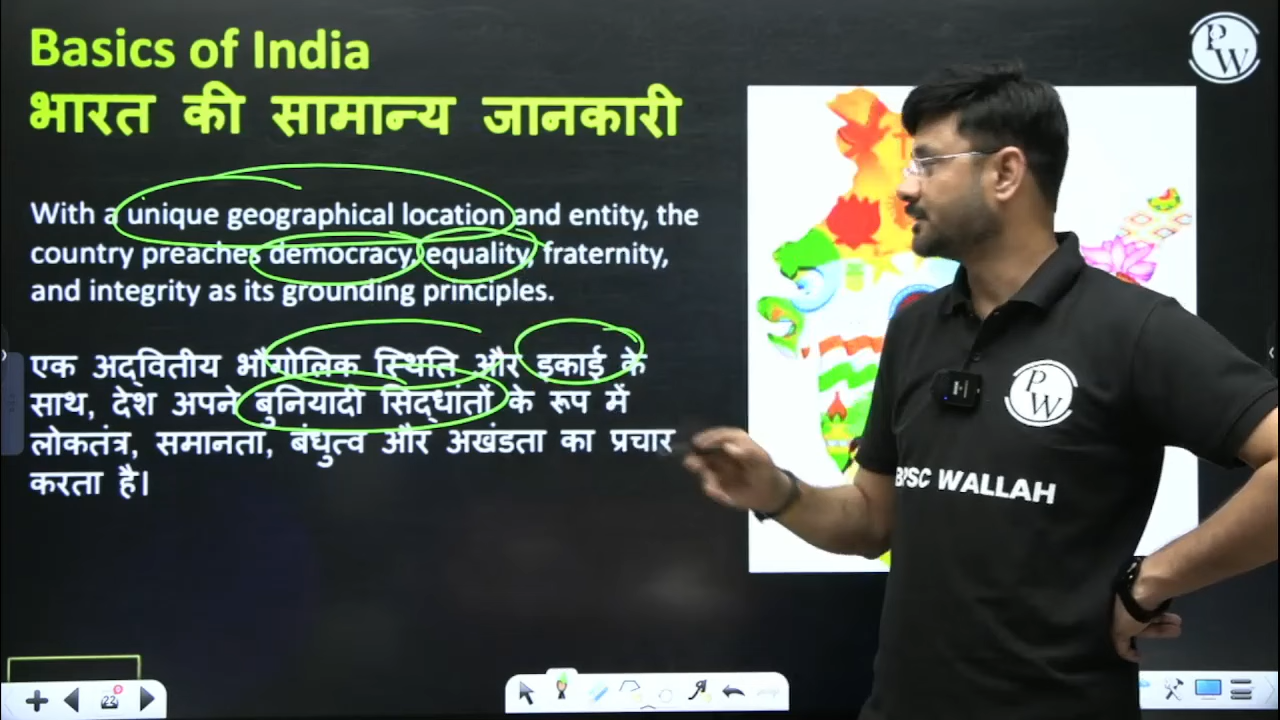 Basics of India
भारत की सामान्य जानकारी
With a unique geographical location and entity, the
country preaches democracy, equality, fraternity,
and integrity as its grounding principles.
एक अद्वितीय भौगोलिक स्थिति और इकाई के
साथ, देश अपने बुनियादी सिद्धांतों के रूप में
लोकतंत्र, समानता, बंधुत्व और अखंडता का प्रचार
करता है।
PW
PW
BPSC WALLAH